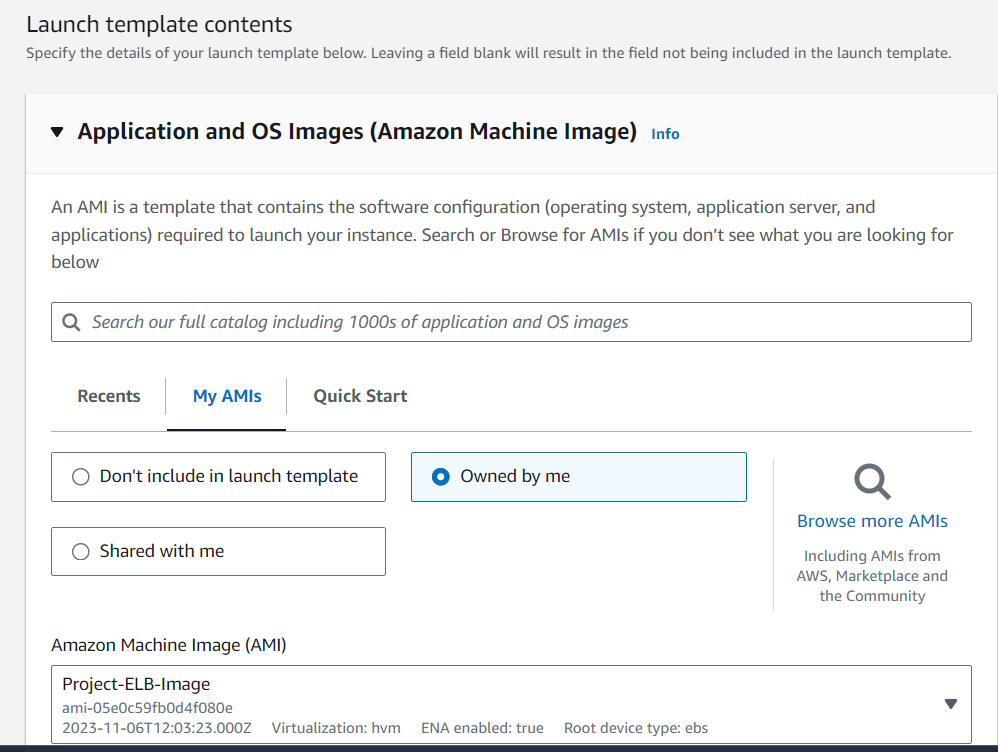 Launch template contents
Specify the details of your launch template below. Leaving a field blank will result in the field not being included in the launch template.
Application and OS Images (Amazon Machine Image) Info
An AMI is a template that contains the software configuration (operating system, application server, and
applications) required to launch your instance. Search or Browse for AMIs if you don’t see what you are looking for
below
Search our full catalog including 1000s of application and OS images
Recents My AMIs Quick Start
Don't include in launch template
Owned by me
Shared with me
Browse more AMIs
Including AMIs from
AWS, Marketplace and
the Community
Amazon Machine Image (AMI)
Project-ELB-Image
ami-05e0c59fb0d4f080e
2023-11-06T12:03:23.000Z Virtualization: hvm ENA enabled: true Root device type: ebs